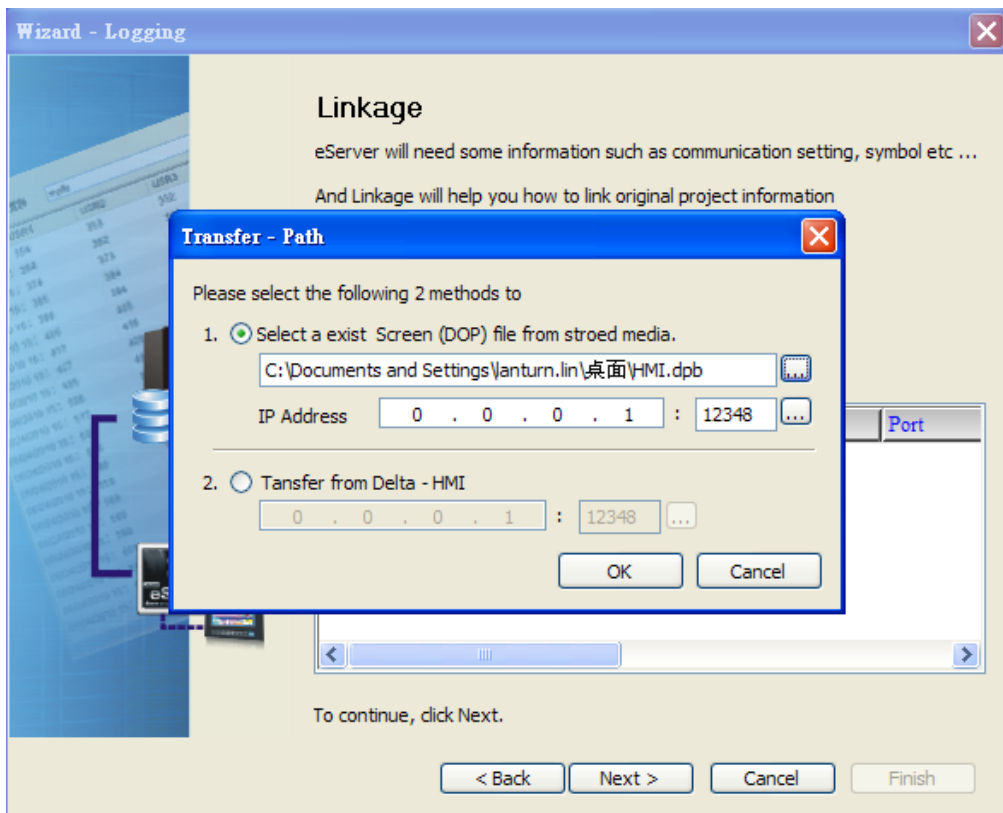 Wizard - Logging
Linkage
eServer will need some information such as communication setting, symbol etc ...
And Linkage will help you how to link original project information
Transfer - Path
Please select the following 2 methods to
1. Select a exist Screen (DOP) file from stroed media.
C:\Documents and Settings\lanturn.lin\桌面\HMI.dpb ...
IP Address 0 . 0 . 0 . 1 : 12348 ...
Port
2. Tansfer from Delta - HMI
0 . 0 . 0 . 1 : 12348 ...
OK Cancel
To continue, click Next.
< Back Next > Cancel Finish